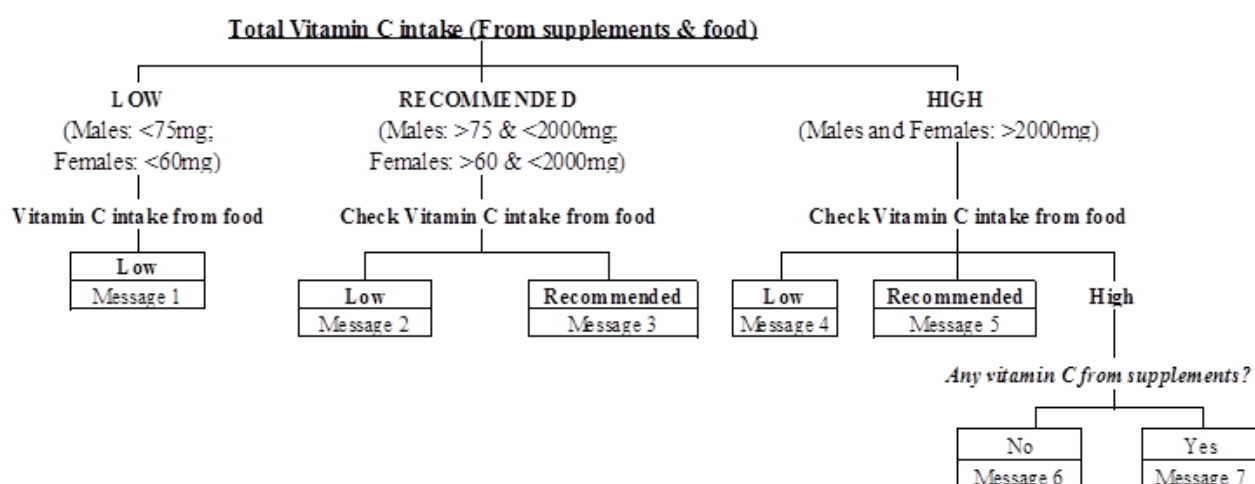 Total Vitamin C intake (From supplements & food)
LOW
(Males: <75mg;
Females: <60mg)
Vitamin C intake from food
Low
Message 1
RECOMMENDED
(Males: >75 & <2000mg;
Females: >60 & <2000mg)
Check Vitamin C intake from food
Low
Message 2
Recommended
Message 3
HIGH
(Males and Females: >2000mg)
Check Vitamin C intake from food
Low
Message 4
Recommended
Message 5
High
Any vitamin C from supplements?
No
Message 6
Yes
Message 7